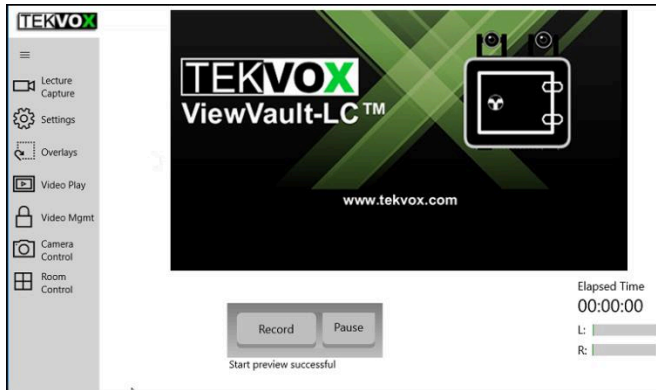 TEKVOX
Lecture
Capture
Settings
Overlays
Video Play
Video Mgmt
Camera
Control
Room
Control
TEKVOX
ViewVault-LC™
www.tekvox.com
Record
Pause
Start preview successful
Elapsed Time
00:00:00
L:
R: